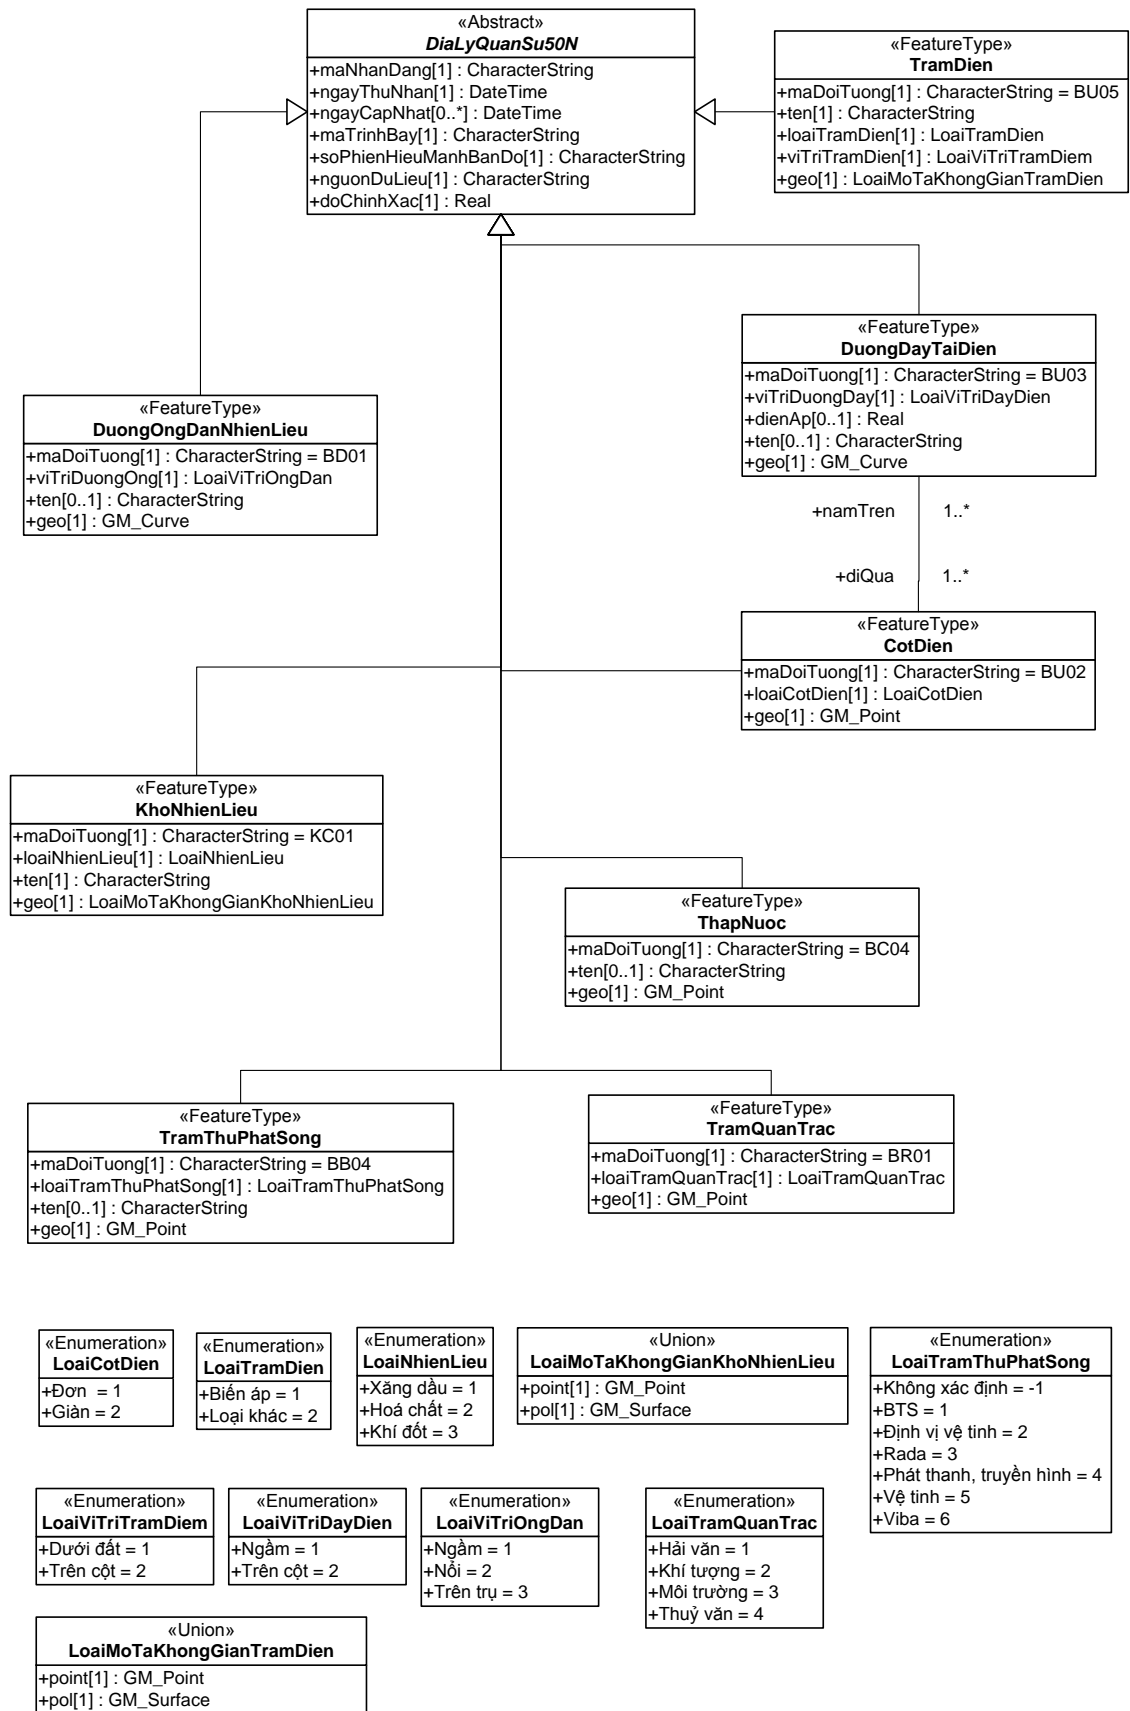 «Abstract»
DiaLyQuanSu50N
+maNhanDang[1] : CharacterString
+ngayThuNhan[1] : DateTime
+ngayCapNhat[0..*] : DateTime
+maTrinhBay[1] : CharacterString
+soPhienHieuManhBanDo[1] : CharacterString
+nguonDuLieu[1] : CharacterString
+doChinhXac[1] : Real
«FeatureType»
TramDien
+maDoiTuong[1] : CharacterString = BU05
+ten[1] : CharacterString
+loaiTramDien[1] : LoaiTramDien
+viTriTramDien[1] : LoaiViTriTramDiem
+geo[1] : LoaiMoTaKhongGianTramDien
«FeatureType»
DuongDayTaiDien
+maDoiTuong[1] : CharacterString = BU03
+viTriDuongDay[1] : LoaiViTriDayDien
+dienAp[0..1] : Real
+ten[0..1] : CharacterString
+geo[1] : GM_Curve
«FeatureType»
DuongOngDanNhienLieu
+maDoiTuong[1] : CharacterString = BD01
+viTriDuongOng[1] : LoaiViTriOngDan
+ten[0..1] : CharacterString
+geo[1] : GM_Curve
+namTren 1..*
+diQua 1..*
«FeatureType»
CotDien
+maDoiTuong[1] : CharacterString = BU02
+loaiCotDien[1] : LoaiCotDien
+geo[1] : GM_Point
«FeatureType»
KhoNhienLieu
+maDoiTuong[1] : CharacterString = KC01
+loaiNhienLieu[1] : LoaiNhienLieu
+ten[1] : CharacterString
+geo[1] : LoaiMoTaKhongGianKhoNhienLieu
«FeatureType»
ThapNuoc
+maDoiTuong[1] : CharacterString = BC04
+ten[0..1] : CharacterString
+geo[1] : GM_Point
«FeatureType»
TramThuPhatSong
+maDoiTuong[1] : CharacterString = BB04
+loaiTramThuPhatSong[1] : LoaiTramThuPhatSong
+ten[0..1] : CharacterString
+geo[1] : GM_Point
«FeatureType»
TramQuanTrac
+maDoiTuong[1] : CharacterString = BR01
+loaiTramQuanTrac[1] : LoaiTramQuanTrac
+geo[1] : GM_Point
«Enumeration»
LoaiCotDien
+Đơn = 1
+Giàn = 2
«Enumeration»
LoaiTramDien
+Biến áp = 1
+Loại khác = 2
«Enumeration»
LoaiNhienLieu
+Xăng dầu = 1
+Hoá chất = 2
+Khí đốt = 3
«Union»
LoaiMoTaKhongGianKhoNhienLieu
+point[1] : GM_Point
+pol[1] : GM_Surface
«Enumeration»
LoaiTramThuPhatSong
+Không xác định = -1
+BTS = 1
+Định vị vệ tinh = 2
+Rada = 3
+Phát thanh, truyền hình = 4
+Vệ tinh = 5
+Viba = 6
«Enumeration»
LoaiViTriTramDiem
+Dưới đất = 1
+Trên cột = 2
«Enumeration»
LoaiViTriDayDien
+Ngầm = 1
+Trên cột = 2
«Enumeration»
LoaiViTriOngDan
+Ngầm = 1
+Nổi = 2
+Trên trụ = 3
«Enumeration»
LoaiTramQuanTrac
+Hải văn = 1
+Khí tượng = 2
+Môi trường = 3
+Thuỷ văn = 4
«Union»
LoaiMoTaKhongGianTramDien
+point[1] : GM_Point
+pol[1] : GM_Surface